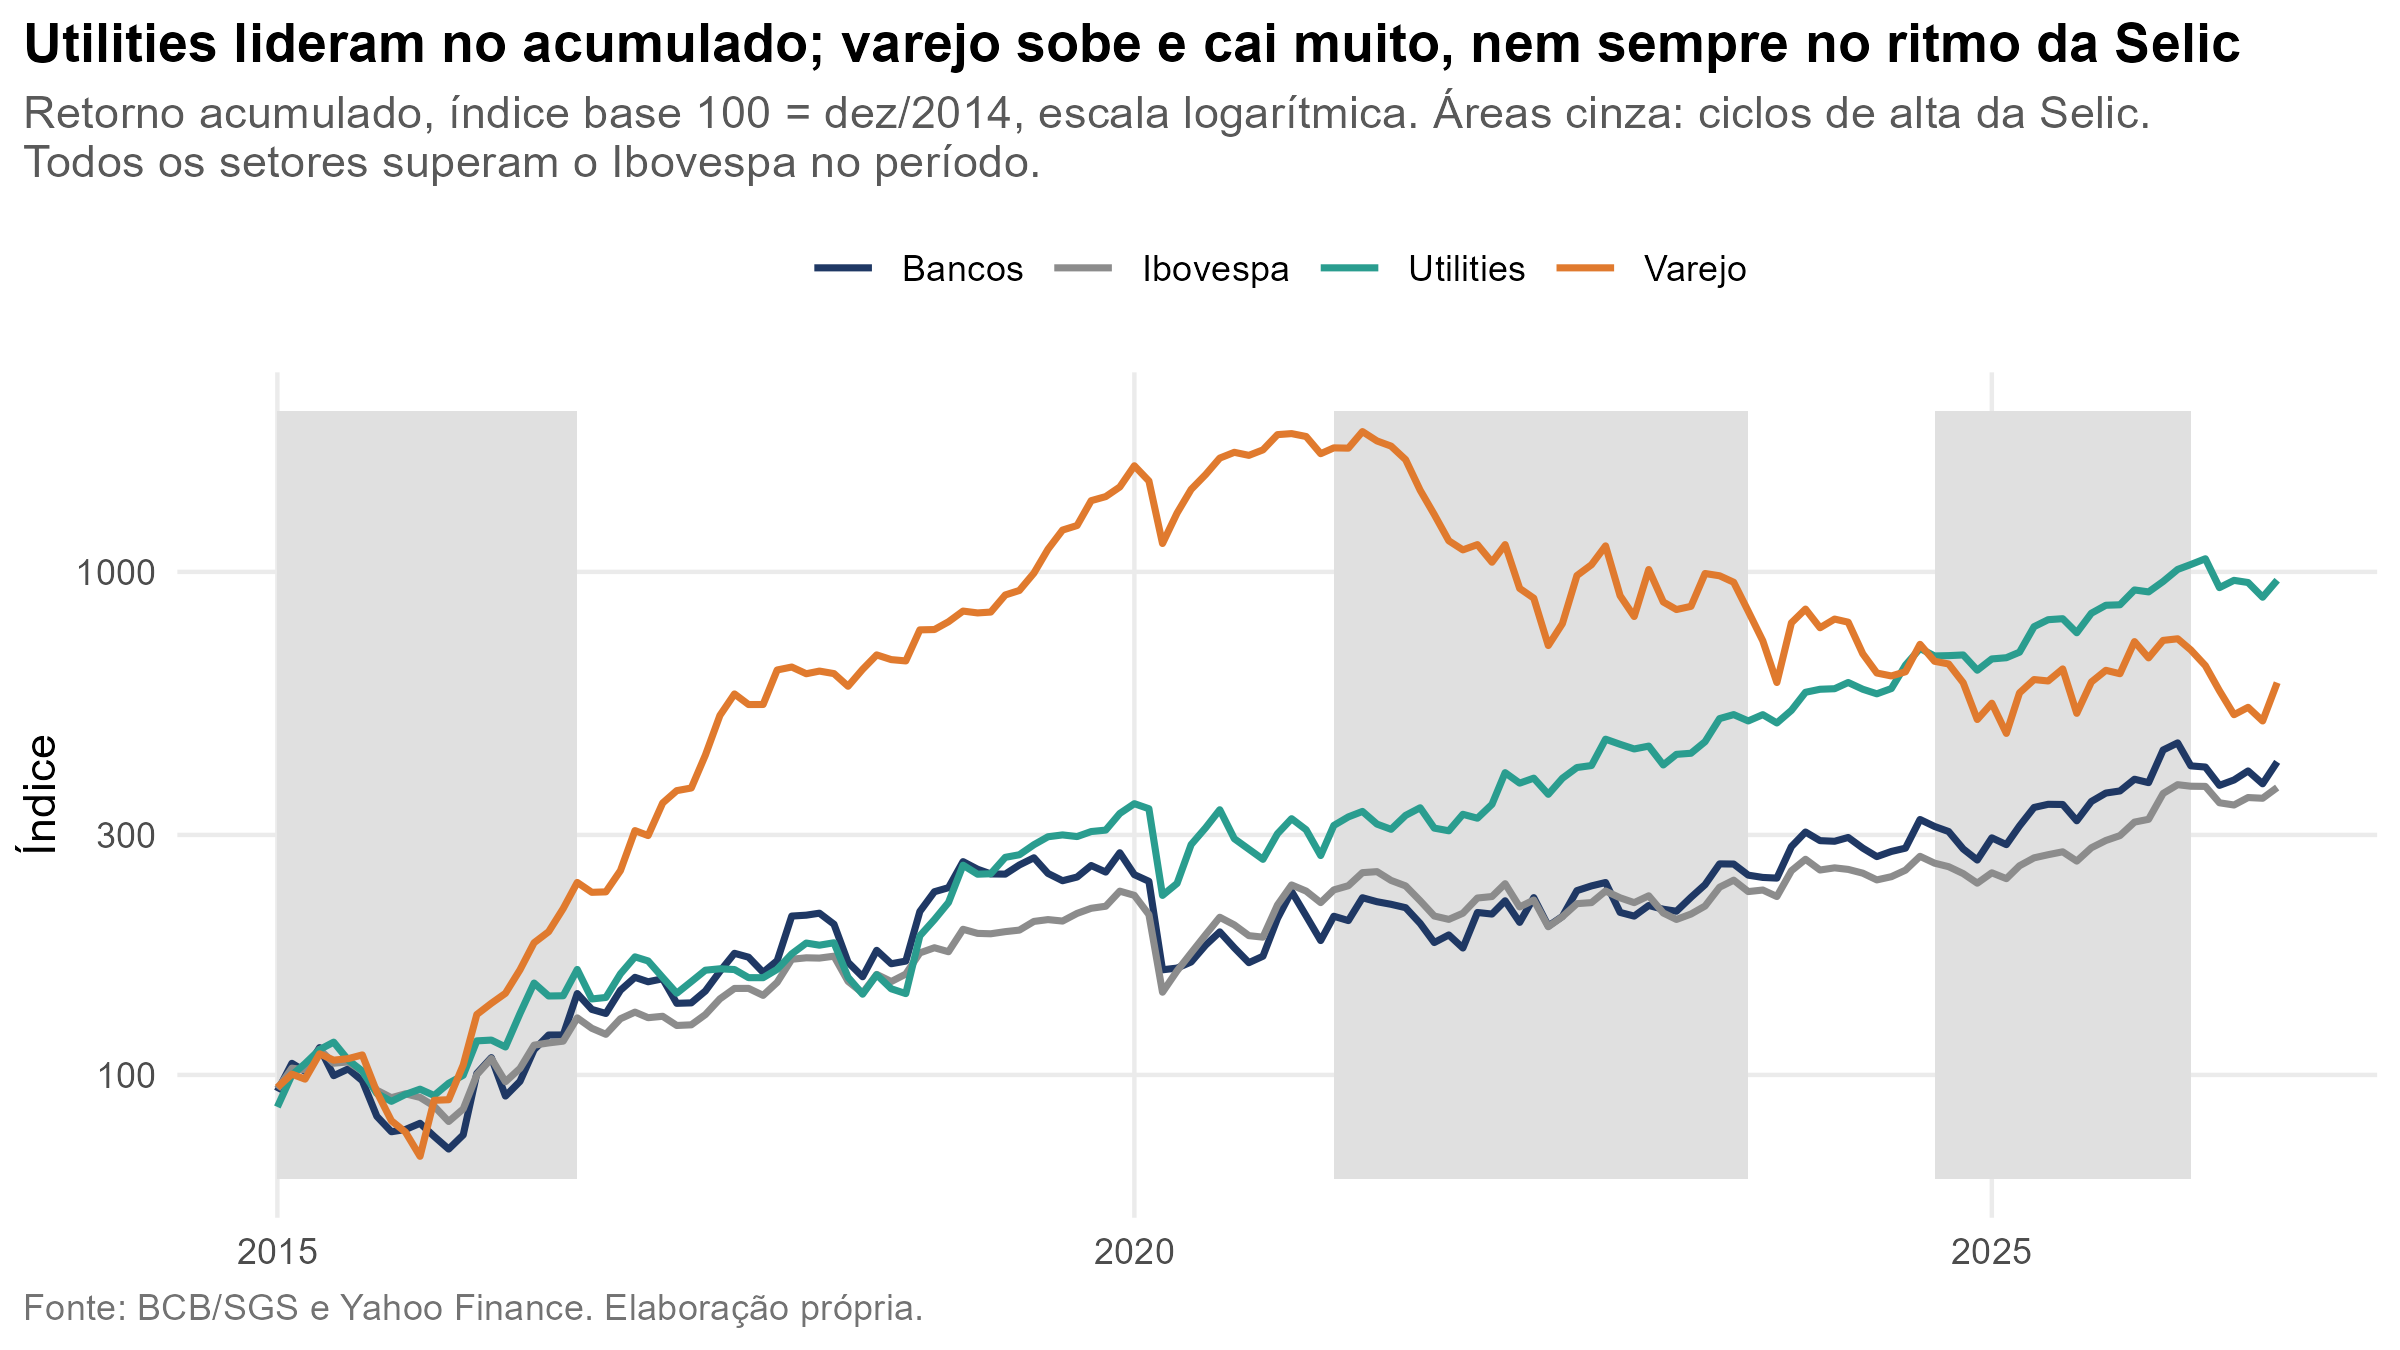 Utilities lideram no acumulado; varejo sobe e cai muito, nem sempre no ritmo da Selic
Retorno acumulado, índice base 100 = dez/2014, escala logarítmica. Áreas cinza: ciclos de alta da Selic.
Todos os setores superam o Ibovespa no período.
Bancos Ibovespa Utilities Varejo
Índice
1000
300
100
2015 2020 2025
Fonte: BCB/SGS e Yahoo Finance. Elaboração própria.